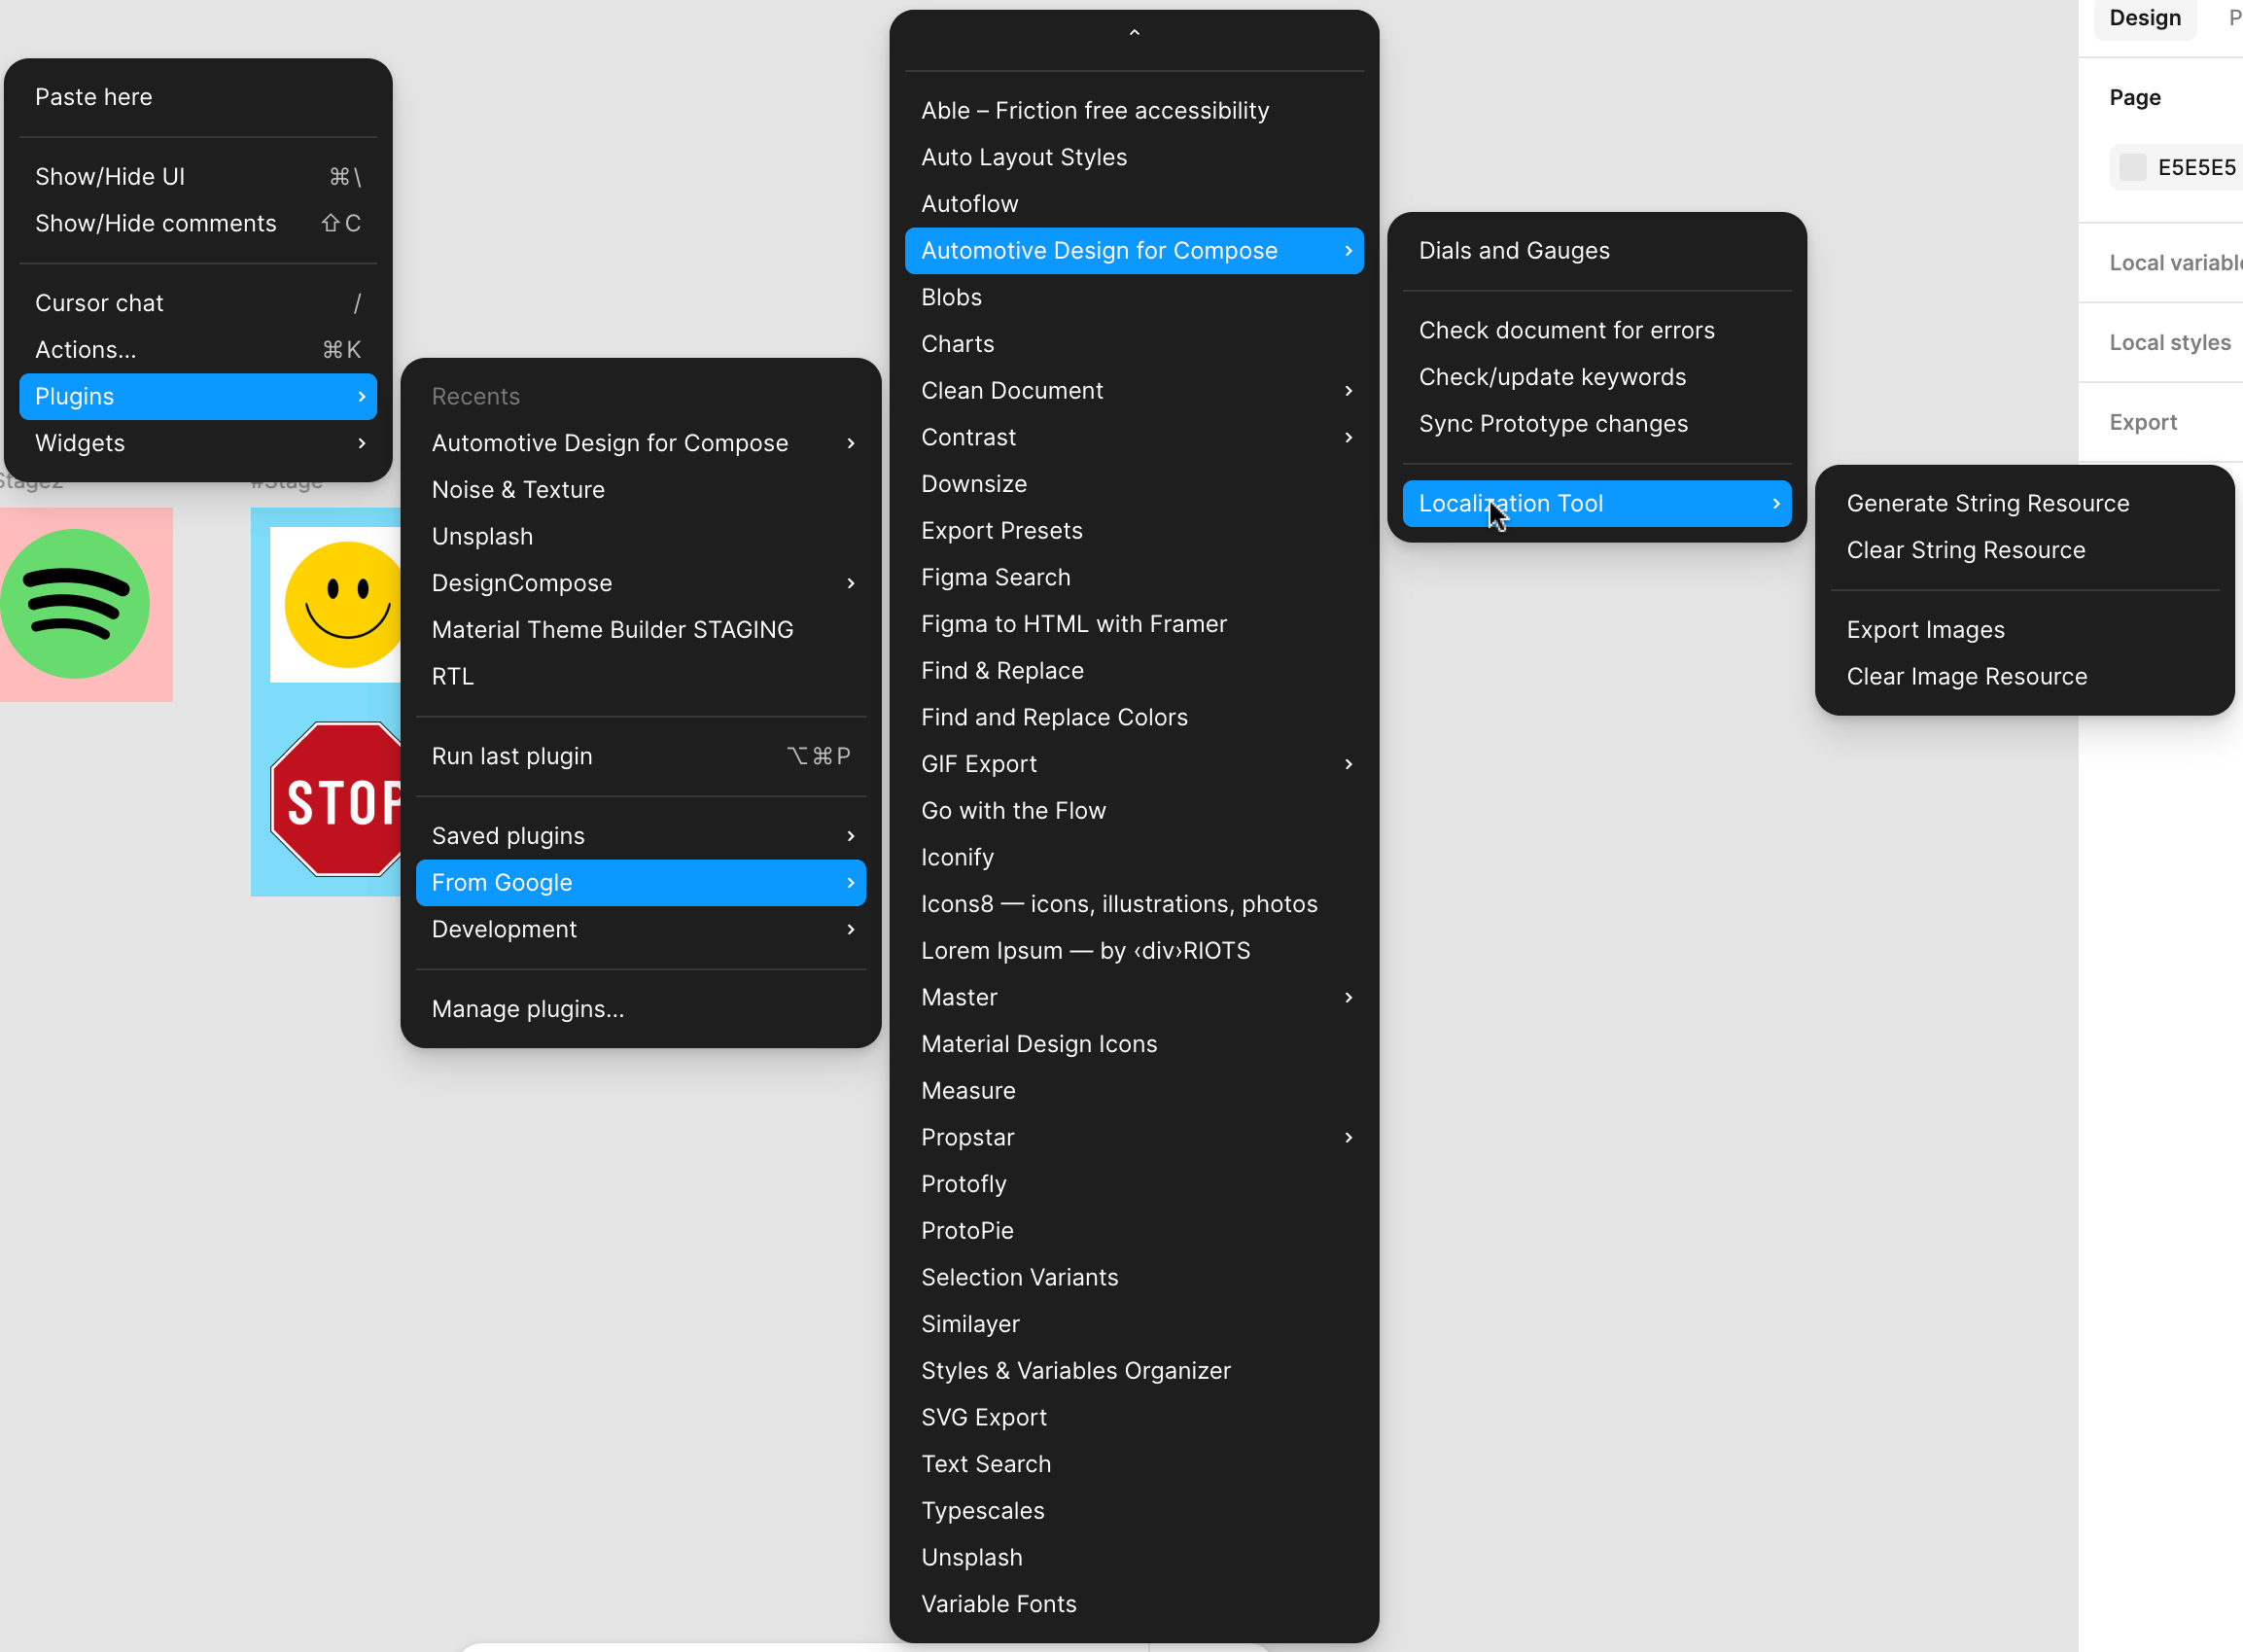 Paste here
Show/Hide UI ⌘\
Show/Hide comments ⇧C
Cursor chat /
Actions... ⌘K
Plugins
Widgets
#Stage
STOP
Recents
Automotive Design for Compose
Noise & Texture
Unsplash
DesignCompose
Material Theme Builder STAGING
RTL
Run last plugin ⌥⌘P
Saved plugins
From Google
Development
Manage plugins...
Able – Friction free accessibility
Auto Layout Styles
Autoflow
Automotive Design for Compose
Blobs
Charts
Clean Document
Contrast
Downsize
Export Presets
Figma Search
Figma to HTML with Framer
Find & Replace
Find and Replace Colors
GIF Export
Go with the Flow
Iconify
Icons8 — icons, illustrations, photos
Lorem Ipsum — by ‹div›RIOTS
Master
Material Design Icons
Measure
Propstar
Protofly
ProtoPie
Selection Variants
Similayer
Styles & Variables Organizer
SVG Export
Text Search
Typescales
Unsplash
Variable Fonts
Dials and Gauges
Check document for errors
Check/update keywords
Sync Prototype changes
Localization Tool
Generate String Resource
Clear String Resource
Export Images
Clear Image Resource
Design P
Page
E5E5E5
Local variable
Local styles
Export